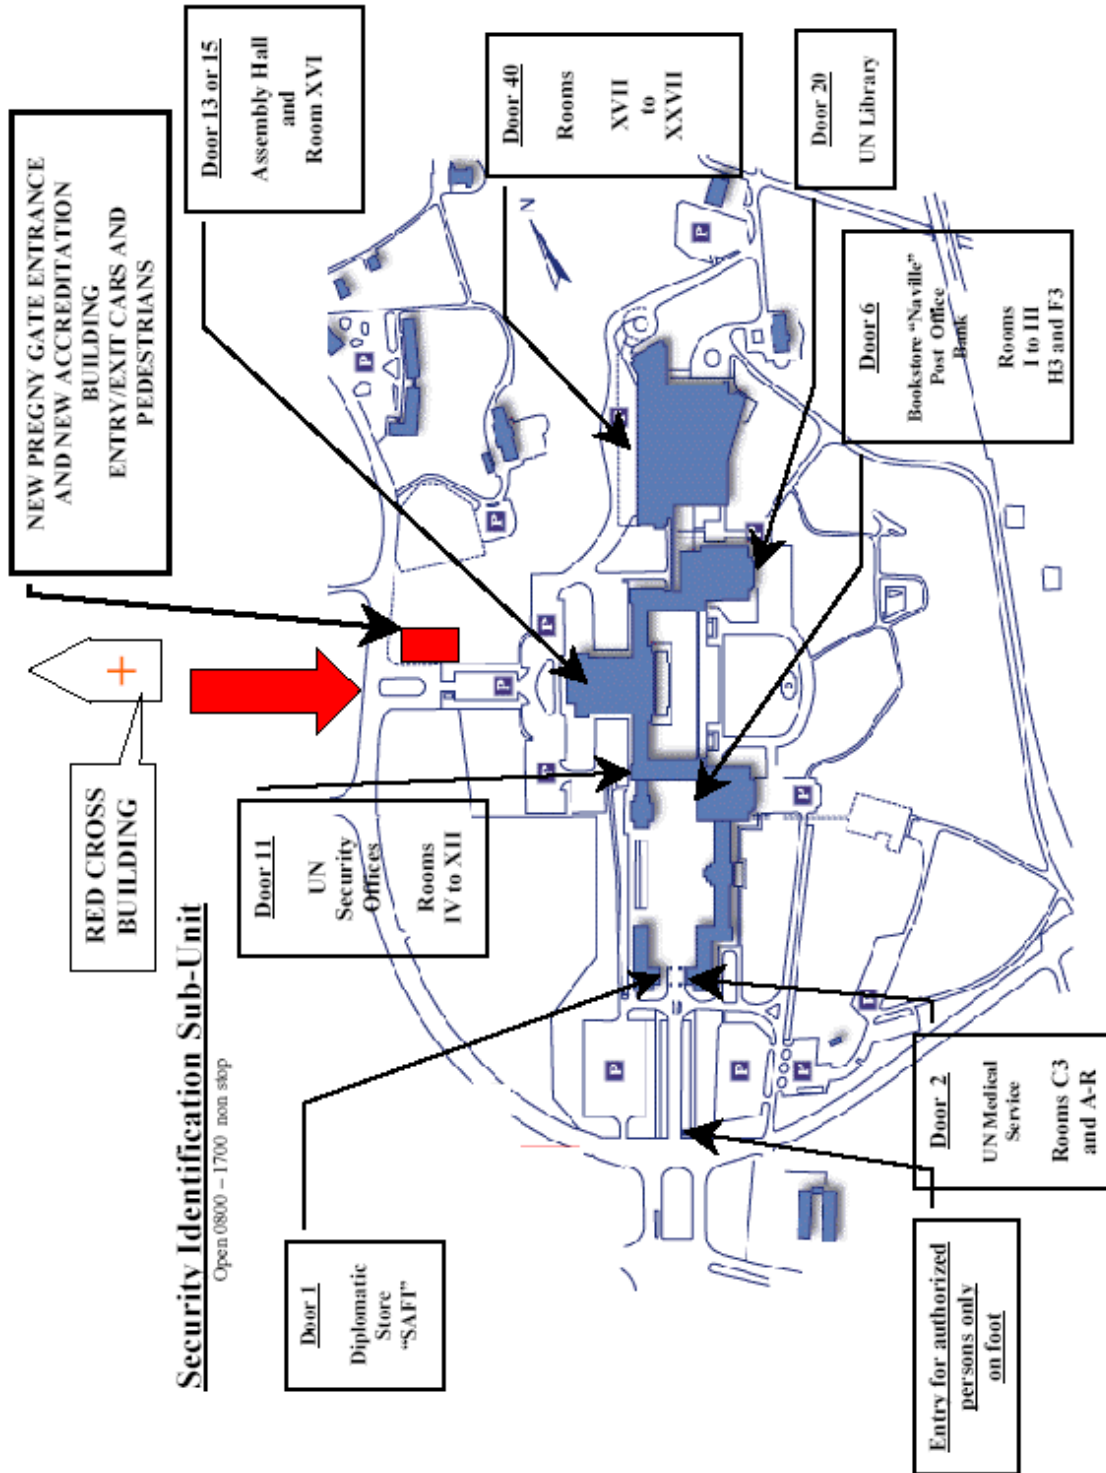 Security Identification Sub-Unit
Open 0800 – 1700 non stop
RED CROSS
BUILDING
NEW PREGNY GATE ENTRANCE
AND NEW ACCREDITATION
BUILDING
ENTRY/EXIT CARS AND
PEDESTRIANS
Door 1
Diplomatic
Store
“SAFI”
Door 11
UN
Security
Offices
Rooms
IV to XII
Door 13 or 15
Assembly Hall
and
Room XVI
Door 40
Rooms
XVII
to
XXVII
Door 20
UN Library
Door 6
Bookstore “Naville”
Post Office
Bank
Rooms
I to III
H3 and F3
Door 2
UN Medical
Service
Rooms C3
and A-R
Entry for authorized
persons only
on foot
N
P
P
P
P
P
P
P
P
P
P
P
P
P